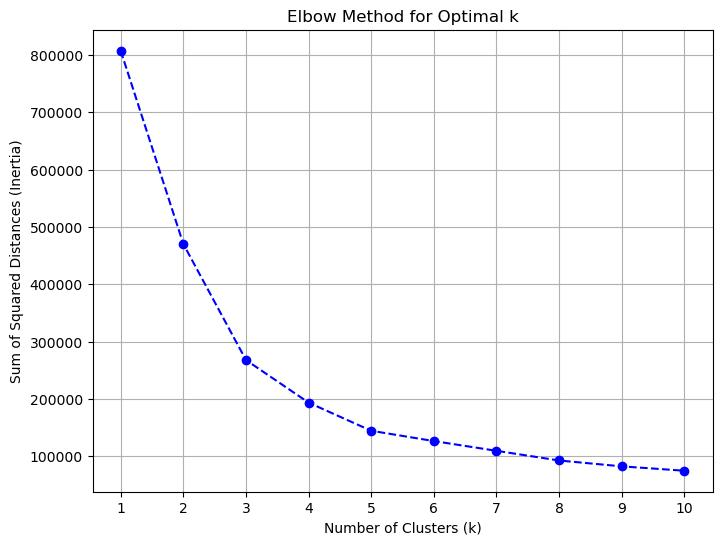 Elbow Method for Optimal k
800000
700000
600000
500000
400000
300000
200000
100000
Sum of Squared Distances (Inertia)
1 2 3 4 5 6 7 8 9 10
Number of Clusters (k)